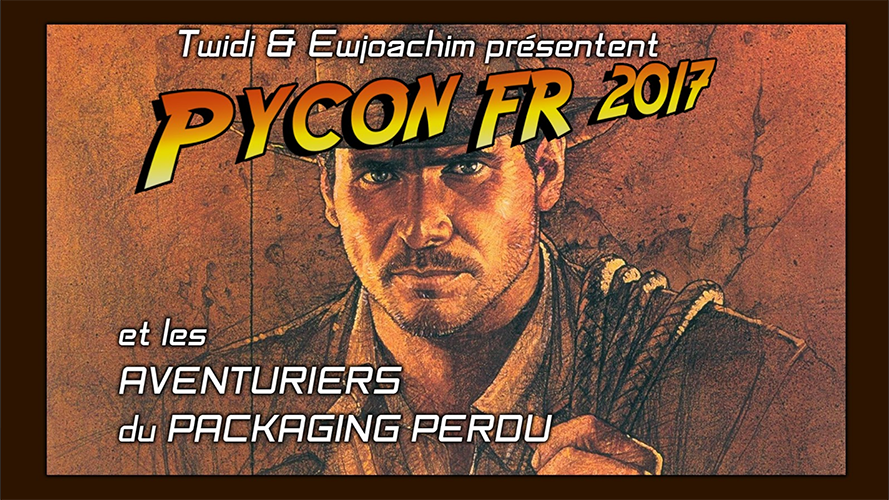 Twidi & Ewjoachim présentent
PYCON FR 2017
et les
AVENTURIERS
du PACKAGING PERDU